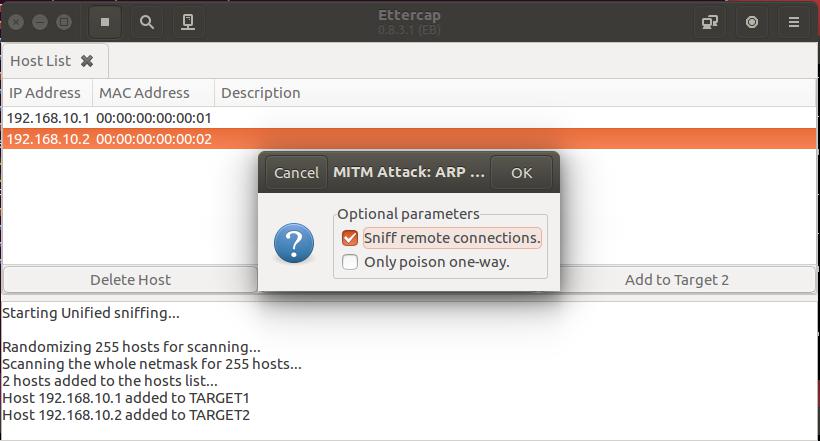 Ettercap
0.8.3.1 (EB)
Host List
IP Address MAC Address Description
192.168.10.1 00:00:00:00:00:01
192.168.10.2 00:00:00:00:00:02
Cancel MITM Attack: ARP ... OK
Optional parameters
Sniff remote connections.
Only poison one-way.
Delete Host Add to Target 2
Starting Unified sniffing...
Randomizing 255 hosts for scanning...
Scanning the whole netmask for 255 hosts...
2 hosts added to the hosts list...
Host 192.168.10.1 added to TARGET1
Host 192.168.10.2 added to TARGET2